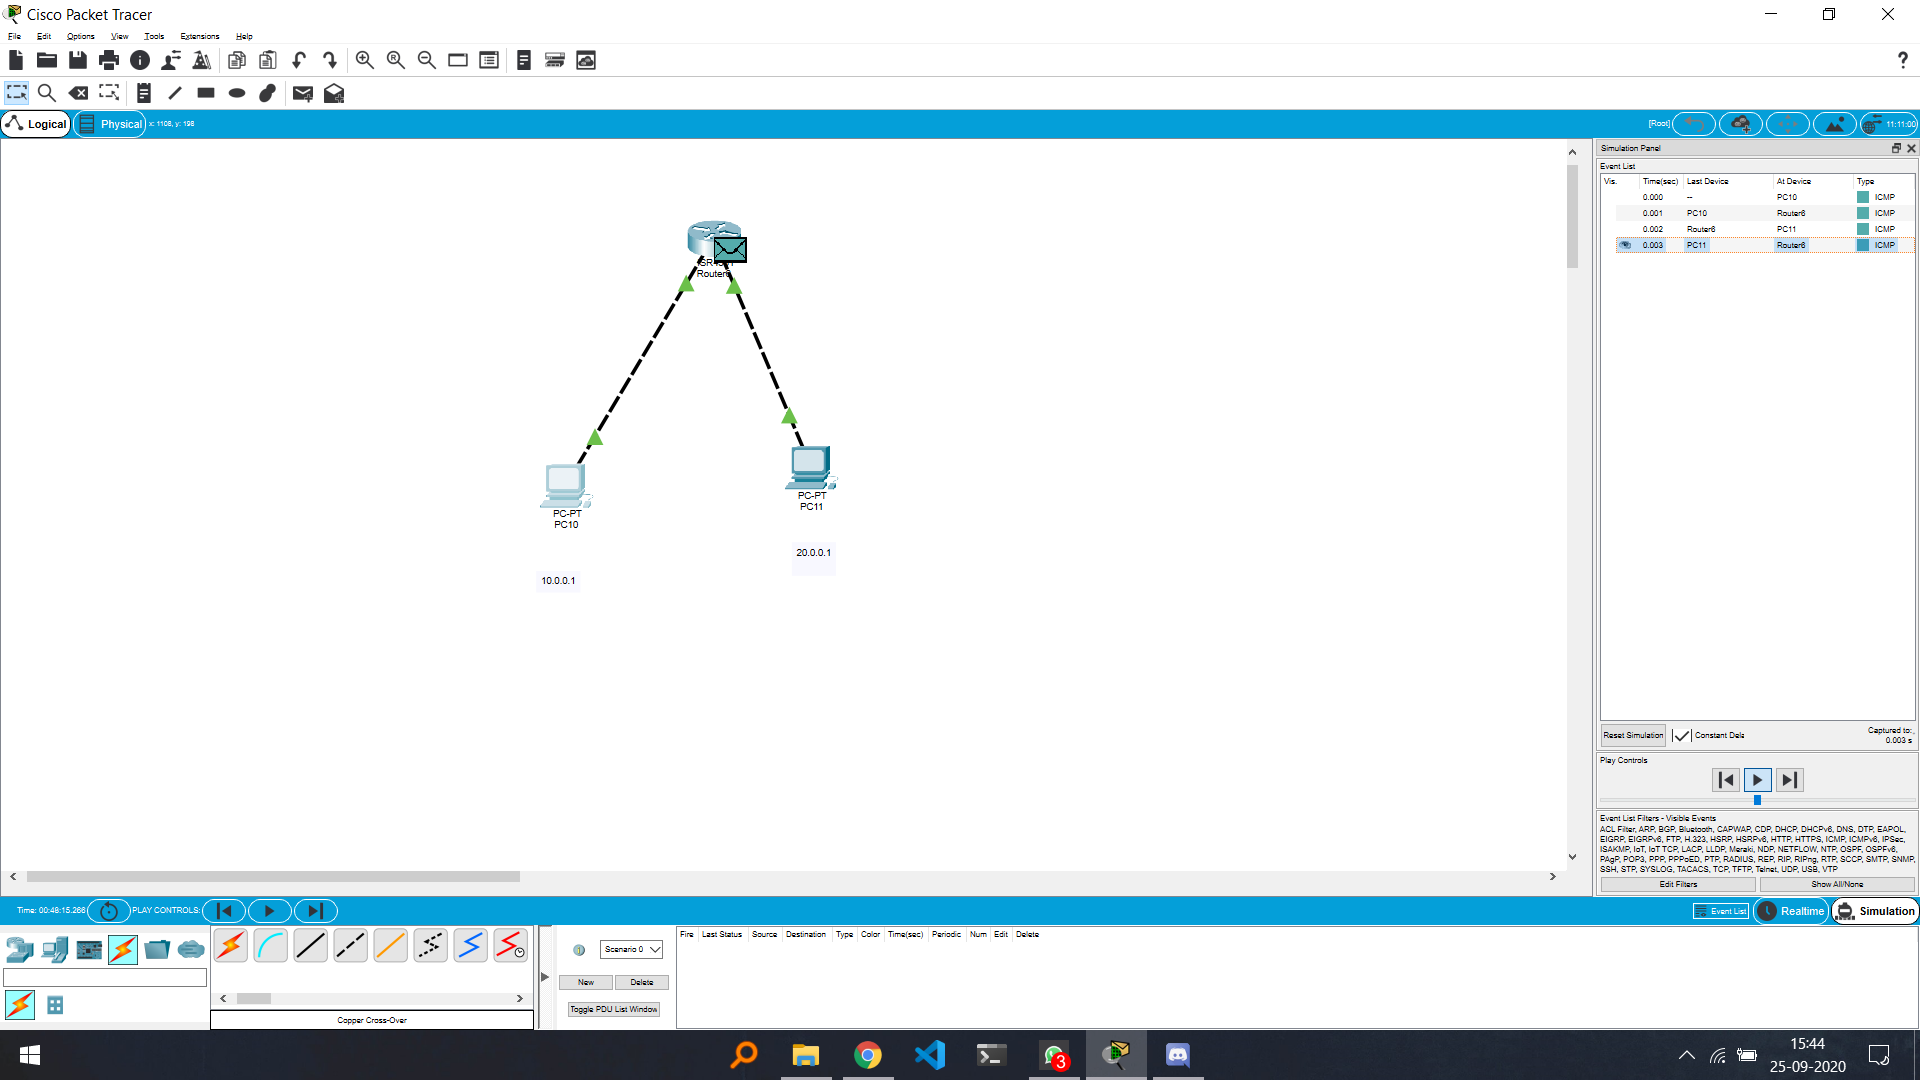 Cisco Packet Tracer
File Edit Options View Tools Extensions Help
Logical Physical x: 1108, y: 198 [Root] 11:11:00
Simulation Panel
Event List
Vis. Time(sec) Last Device At Device Type
0.000 -- PC10 ICMP
0.001 PC10 Router6 ICMP
0.002 Router6 PC11 ICMP
0.003 PC11 Router6 ICMP
PC-PT
PC10
PC-PT
PC11
20.0.0.1
10.0.0.1
Reset Simulation Constant Dela Captured to:
0.003 s
Play Controls
Event List Filters - Visible Events
ACL Filter, ARP, BGP, Bluetooth, CAPWAP, CDP, DHCP, DHCPv6, DNS, DTP, EAPOL,
EIGRP, EIGRPv6, FTP, H.323, HSRP, HSRPv6, HTTP, HTTPS, ICMP, ICMPv6, IPSec,
ISAKMP, IoT, IoT TCP, LACP, LLDP, Meraki, NDP, NETFLOW, NTP, OSPF, OSPFv6,
PAgP, POP3, PPP, PPPoED, PTP, RADIUS, REP, RIP, RIPng, RTP, SCCP, SMTP, SNMP,
SSH, STP, SYSLOG, TACACS, TCP, TFTP, Telnet, UDP, USB, VTP
Edit Filters Show All/None
Time: 00:48:15.266 PLAY CONTROLS: Event List Realtime Simulation
Scenario 0
New Delete
Toggle PDU List Window
Fire Last Status Source Destination Type Color Time(sec) Periodic Num Edit Delete
Copper Cross-Over
3
15:44
25-09-2020